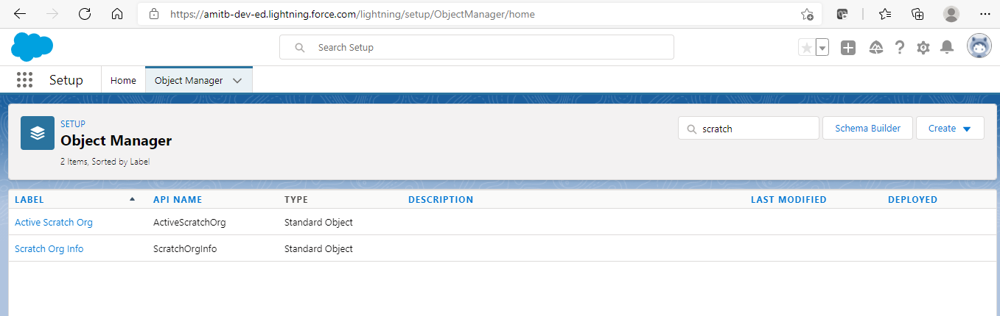 https://amitb-dev-ed.lightning.force.com/lightning/setup/ObjectManager/home
Search Setup
Setup Home Object Manager
SETUP
Object Manager
2 Items, Sorted by Label
scratch Schema Builder Create
LABEL API NAME TYPE DESCRIPTION LAST MODIFIED DEPLOYED
Active Scratch Org ActiveScratchOrg Standard Object
Scratch Org Info ScratchOrgInfo Standard Object